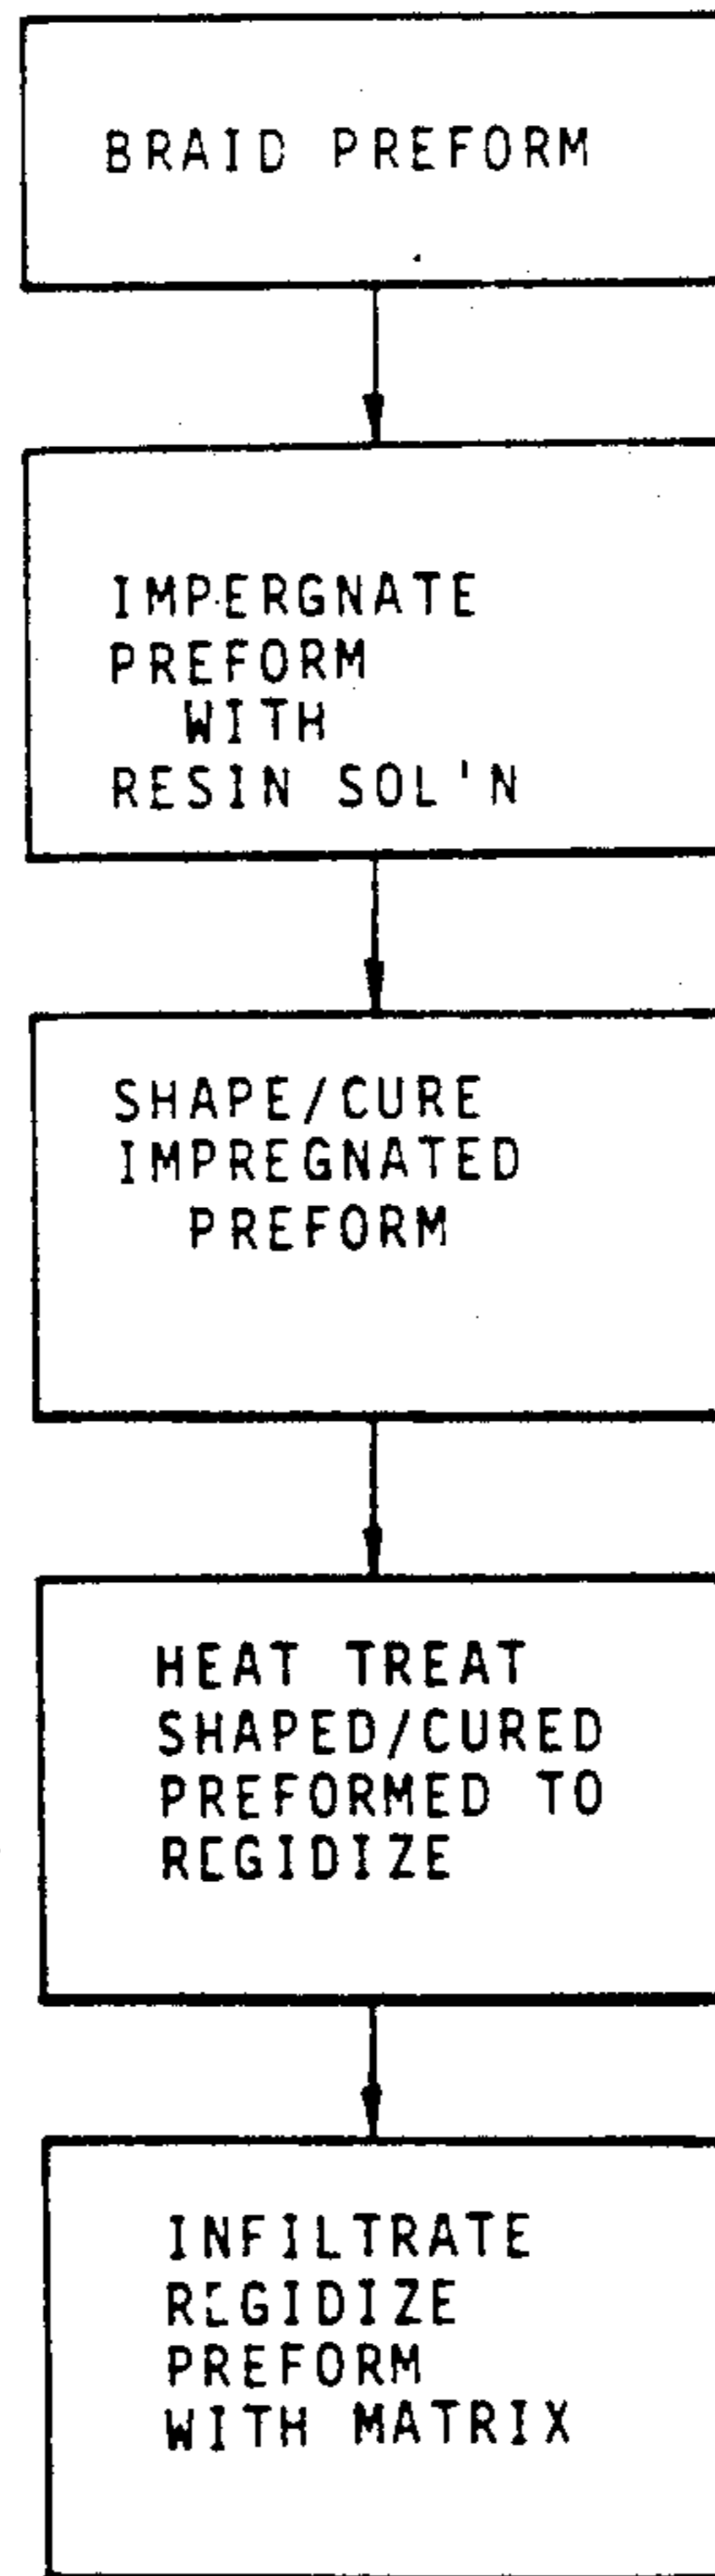 BRAID PREFORM
IMPERGNATE
PREFORM
WITH
RESIN SOL'N
SHAPE/CURE
IMPREGNATED
PREFORM
HEAT TREAT
SHAPED/CURED
PREFORMED TO
REGIDIZE
INFILTRATE
REGIDIZE
PREFORM
WITH MATRIX